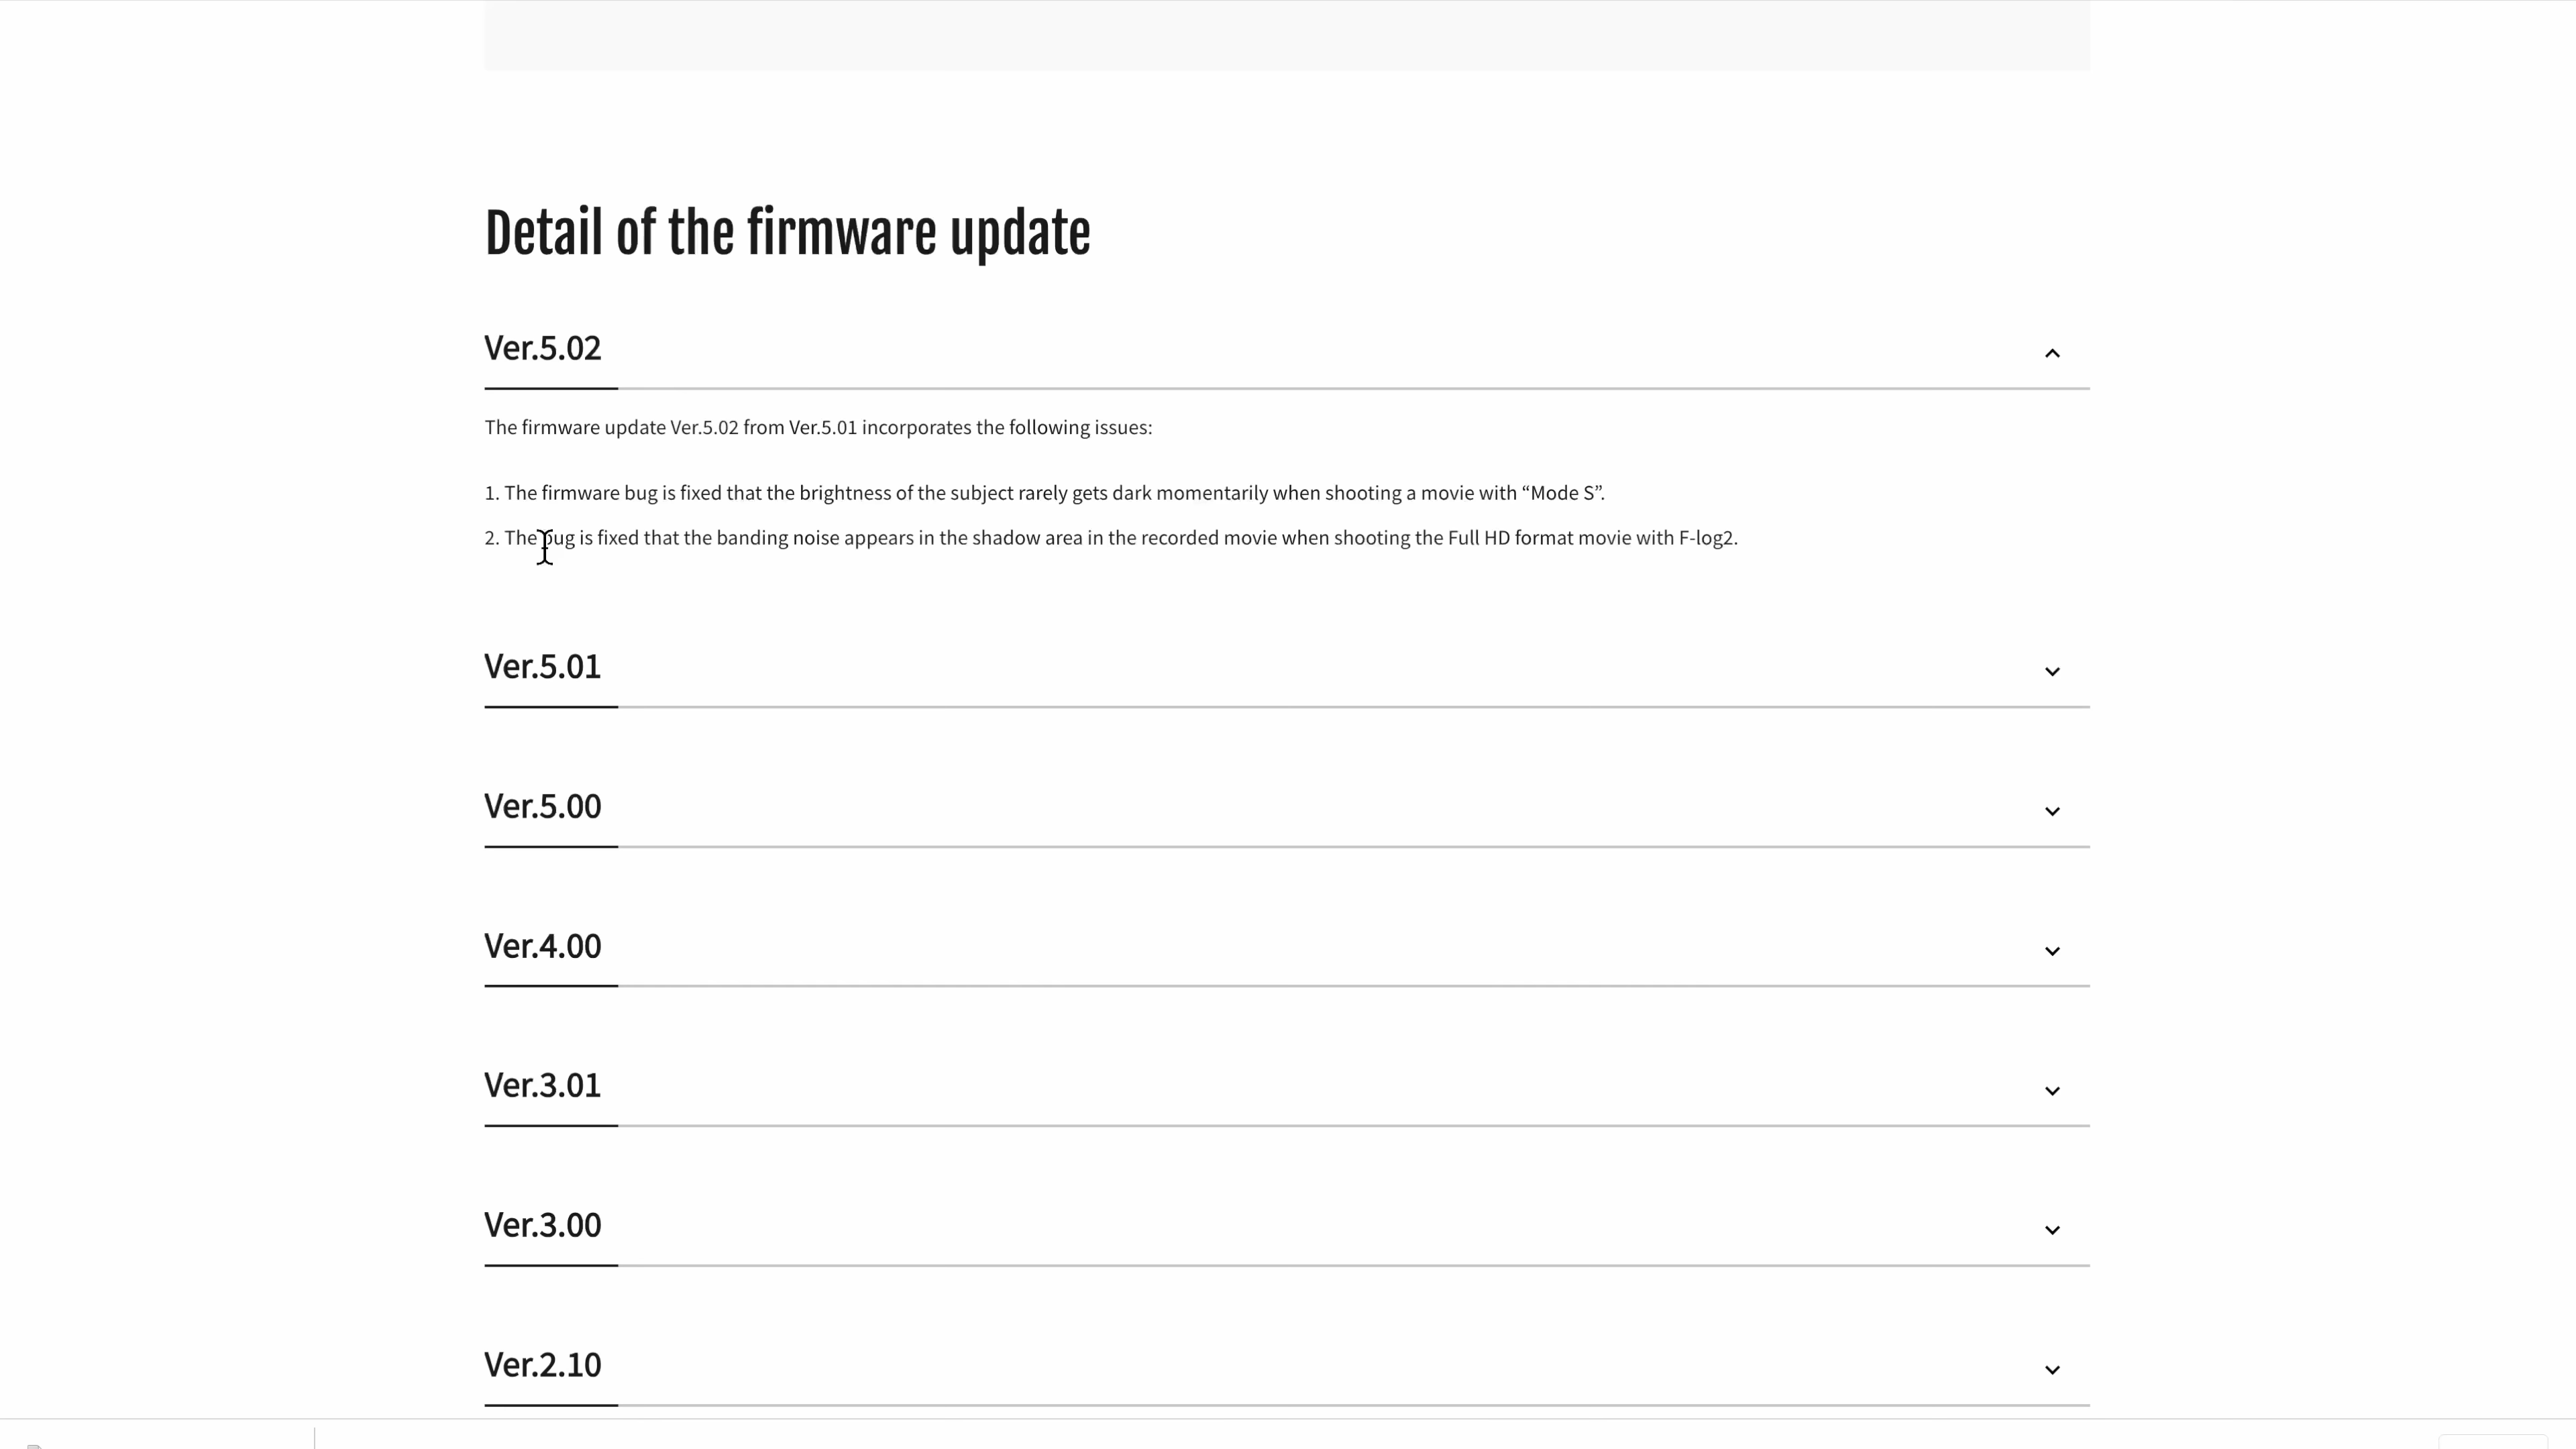 Detail of the firmware update
Ver.5.02
The firmware update Ver.5.02 from Ver.5.01 incorporates the following issues:
1. The firmware bug is fixed that the brightness of the subject rarely gets dark momentarily when shooting a movie with “Mode S”.
2. The bug is fixed that the banding noise appears in the shadow area in the recorded movie when shooting the Full HD format movie with F-log2.
Ver.5.01
Ver.5.00
Ver.4.00
Ver.3.01
Ver.3.00
Ver.2.10